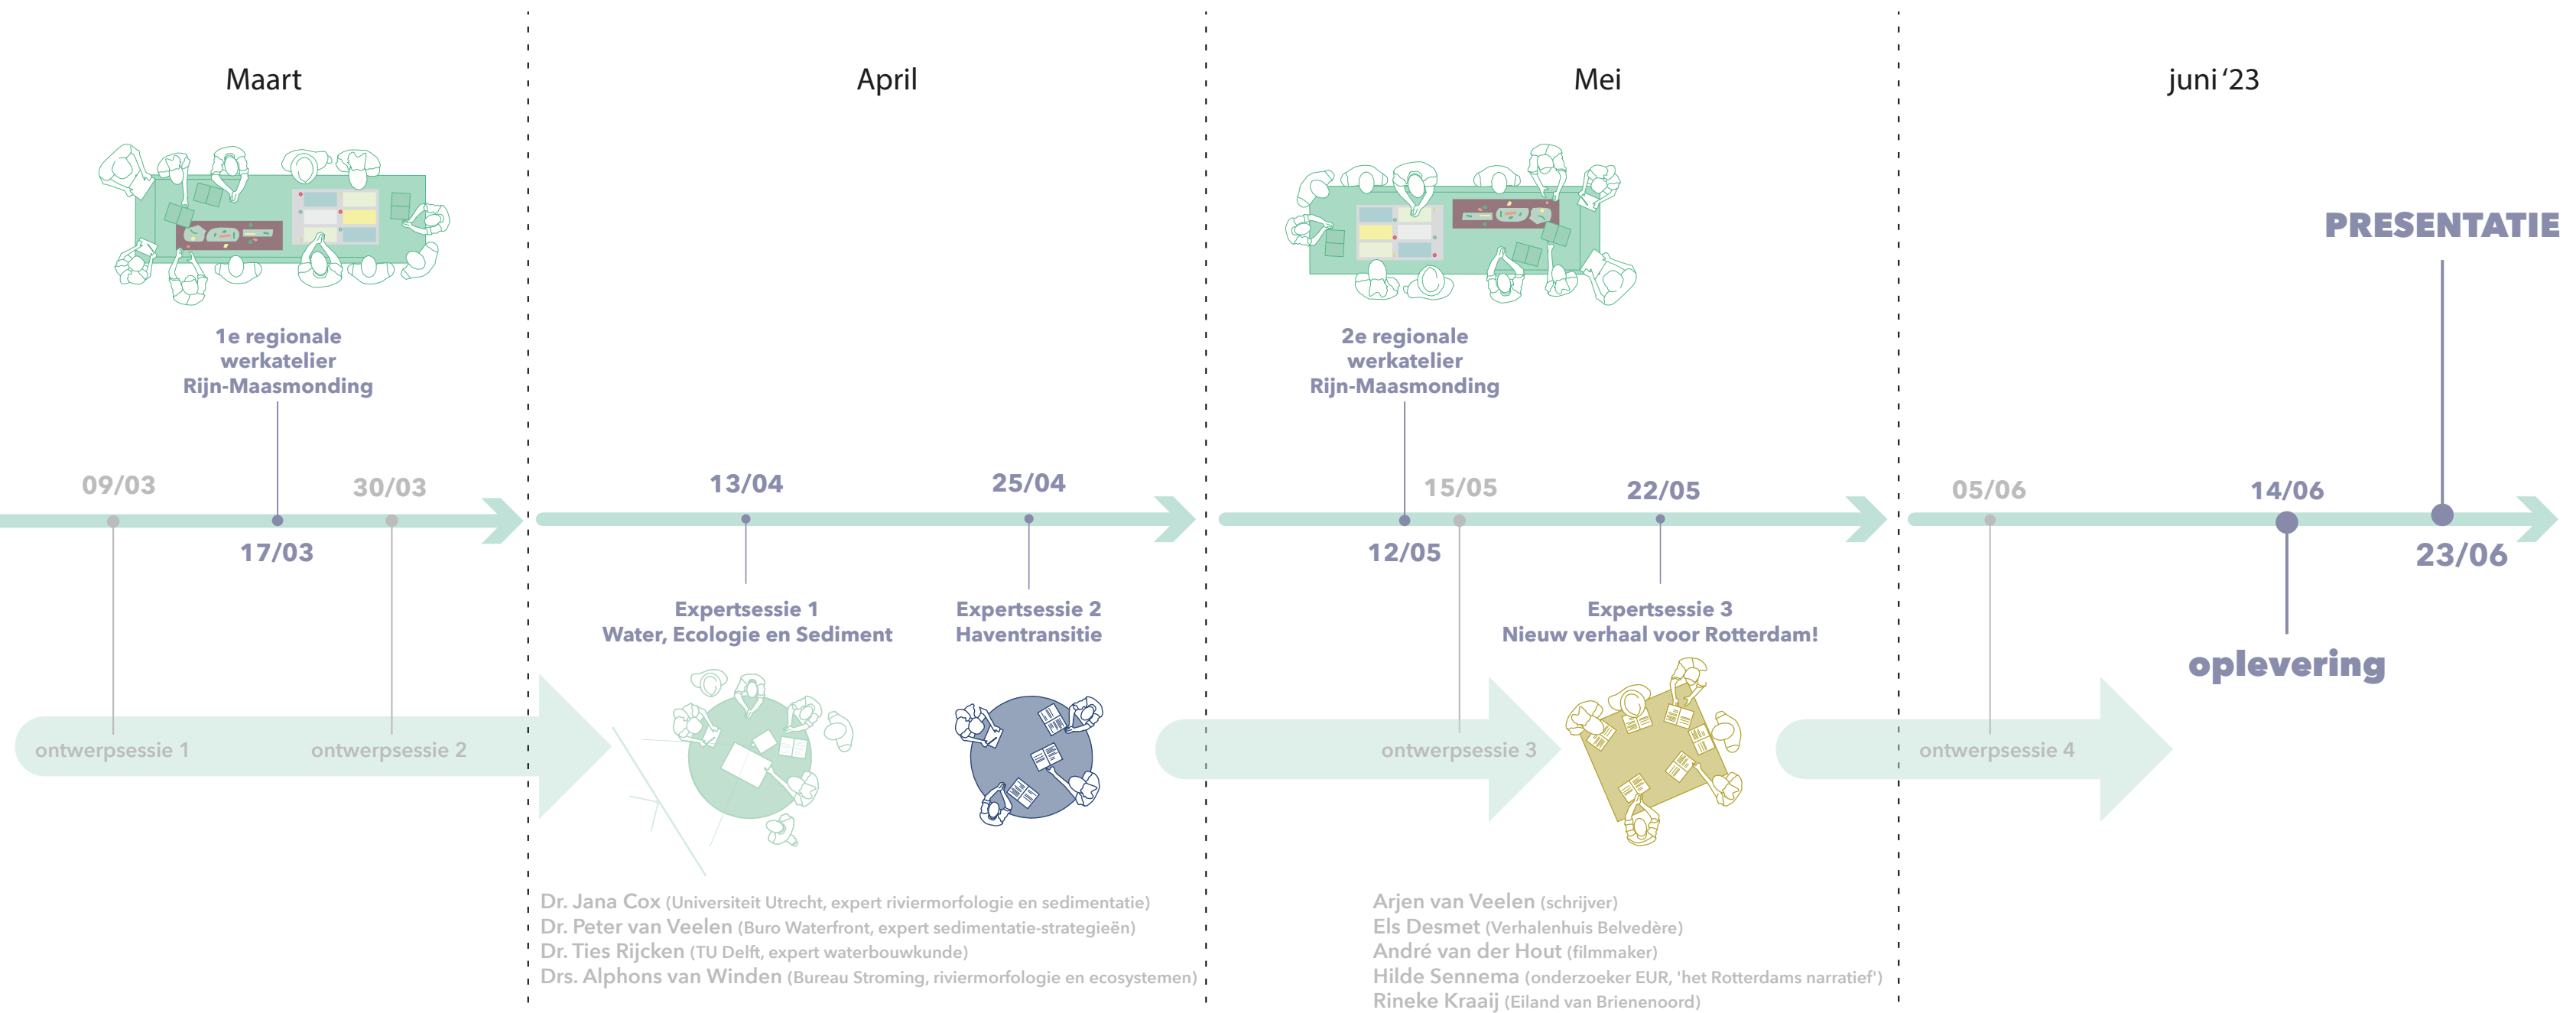 Maart
April
Mei
juni ‘23
PRESENTATIE
1e regionale
werkatelier
Rijn-Maasmonding
2e regionale
werkatelier
Rijn-Maasmonding
09/03
30/03
13/04
25/04
15/05
22/05
05/06
14/06
17/03
12/05
23/06
Expertsessie 1
Water, Ecologie en Sediment
Expertsessie 2
Haventransitie
Expertsessie 3
Nieuw verhaal voor Rotterdam!
oplevering
ontwerpsessie 1
ontwerpsessie 2
ontwerpsessie 3
ontwerpsessie 4
Dr. Jana Cox (Universiteit Utrecht, expert riviermorfologie en sedimentatie)
Dr. Peter van Veelen (Buro Waterfront, expert sedimentatie-strategieën)
Dr. Ties Rijcken (TU Delft, expert waterbouwkunde)
Drs. Alphons van Winden (Bureau Stroming, riviermorfologie en ecosystemen)
Arjen van Veelen (schrijver)
Els Desmet (Verhalenhuis Belvedère)
André van der Hout (filmmaker)
Hilde Sennema (onderzoeker EUR, 'het Rotterdams narratief')
Rineke Kraaij (Eiland van Brienenoord)